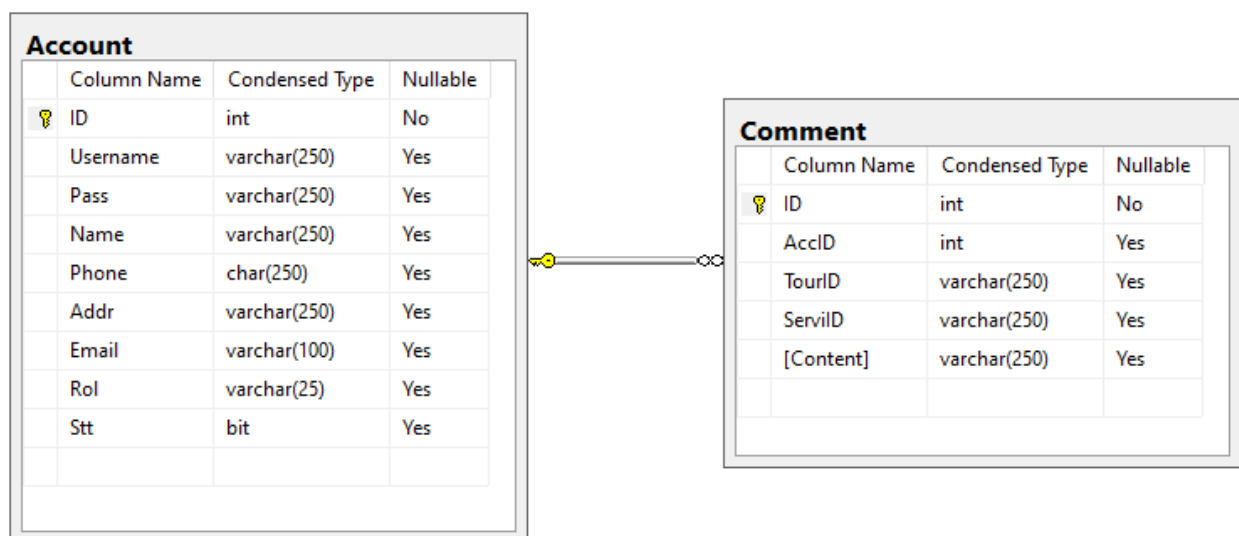 Account
Column Name Condensed Type Nullable
ID int No
Username varchar(250) Yes
Pass varchar(250) Yes
Name varchar(250) Yes
Phone char(250) Yes
Addr varchar(250) Yes
Email varchar(100) Yes
Rol varchar(25) Yes
Stt bit Yes
Comment
Column Name Condensed Type Nullable
ID int No
AccID int Yes
TourID varchar(250) Yes
ServiID varchar(250) Yes
[Content] varchar(250) Yes